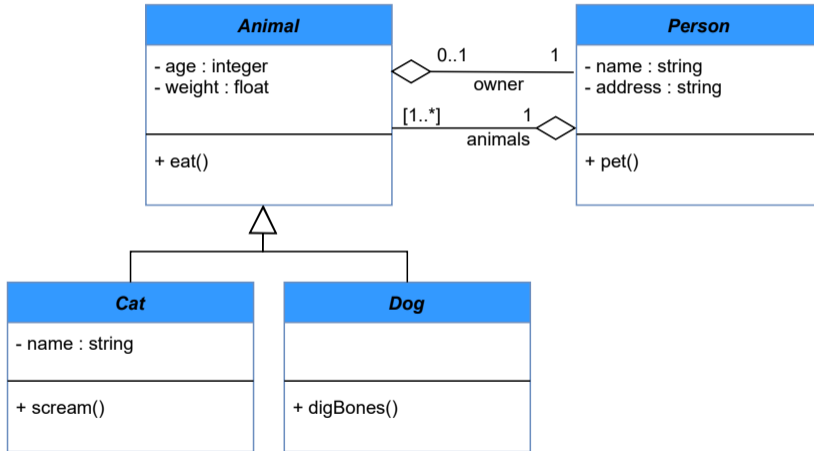 Animal
- age : integer
- weight : float
+ eat()
0..1 1
owner
[1..*] 1
animals
Person
- name : string
- address : string
+ pet()
Cat
- name : string
+ scream()
Dog
+ digBones()